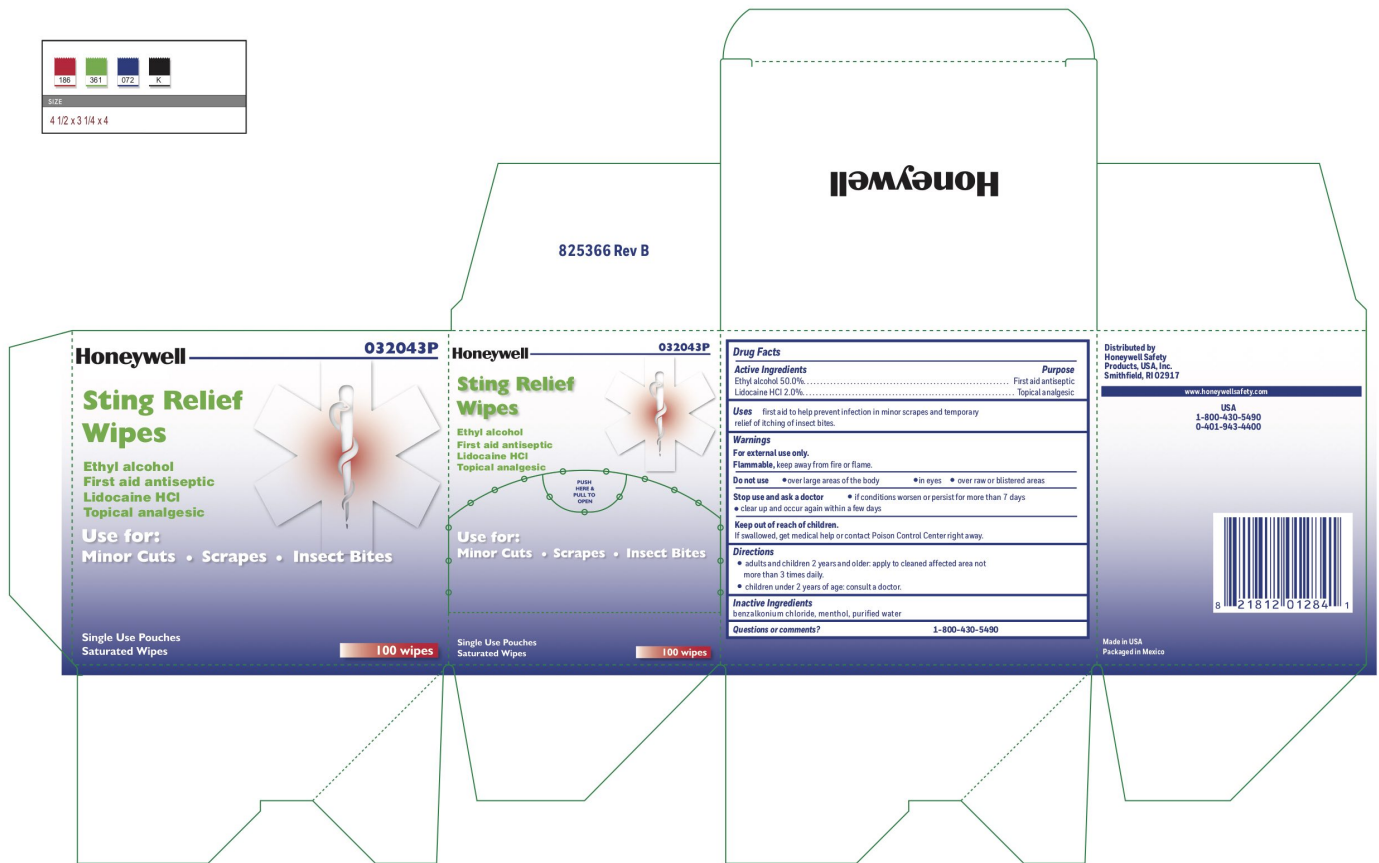 186 361 072 K
SIZE
4 1/2 x 3 1/4 x 4
Honeywell
825366 Rev B
Honeywell 032043P
Sting Relief
Wipes
Ethyl alcohol
First aid antiseptic
Lidocaine HCl
Topical analgesic
Use for:
Minor Cuts • Scrapes • Insect Bites
Single Use Pouches
Saturated Wipes
100 wipes
Honeywell 032043P
Sting Relief
Wipes
Ethyl alcohol
First aid antiseptic
Lidocaine HCl
Topical analgesic
PUSH
HERE &
PULL TO
OPEN
Use for:
Minor Cuts • Scrapes • Insect Bites
Single Use Pouches
Saturated Wipes
100 wipes
Drug Facts
Active Ingredients Purpose
Ethyl alcohol 50.0% First aid antiseptic
Lidocaine HCl 2.0% Topical analgesic
Uses first aid to help prevent infection in minor scrapes and temporary
relief of itching of insect bites.
Warnings
For external use only.
Flammable, keep away from fire or flame.
Do not use • over large areas of the body • in eyes • over raw or blistered areas
Stop use and ask a doctor • if conditions worsen or persist for more than 7 days
• clear up and occur again within a few days
Keep out of reach of children.
If swallowed, get medical help or contact Poison Control Center right away.
Directions
• adults and children 2 years and older: apply to cleaned affected area not
more than 3 times daily.
• children under 2 years of age: consult a doctor.
Inactive Ingredients
benzalkonium chloride, menthol, purified water
Questions or comments? 1-800-430-5490
Distributed by
Honeywell Safety
Products, USA, Inc.
Smithfield, RI 02917
www.honeywellsafety.com
USA
1-800-430-5490
0-401-943-4400
8 21812 01284 1
Made in USA
Packaged in Mexico